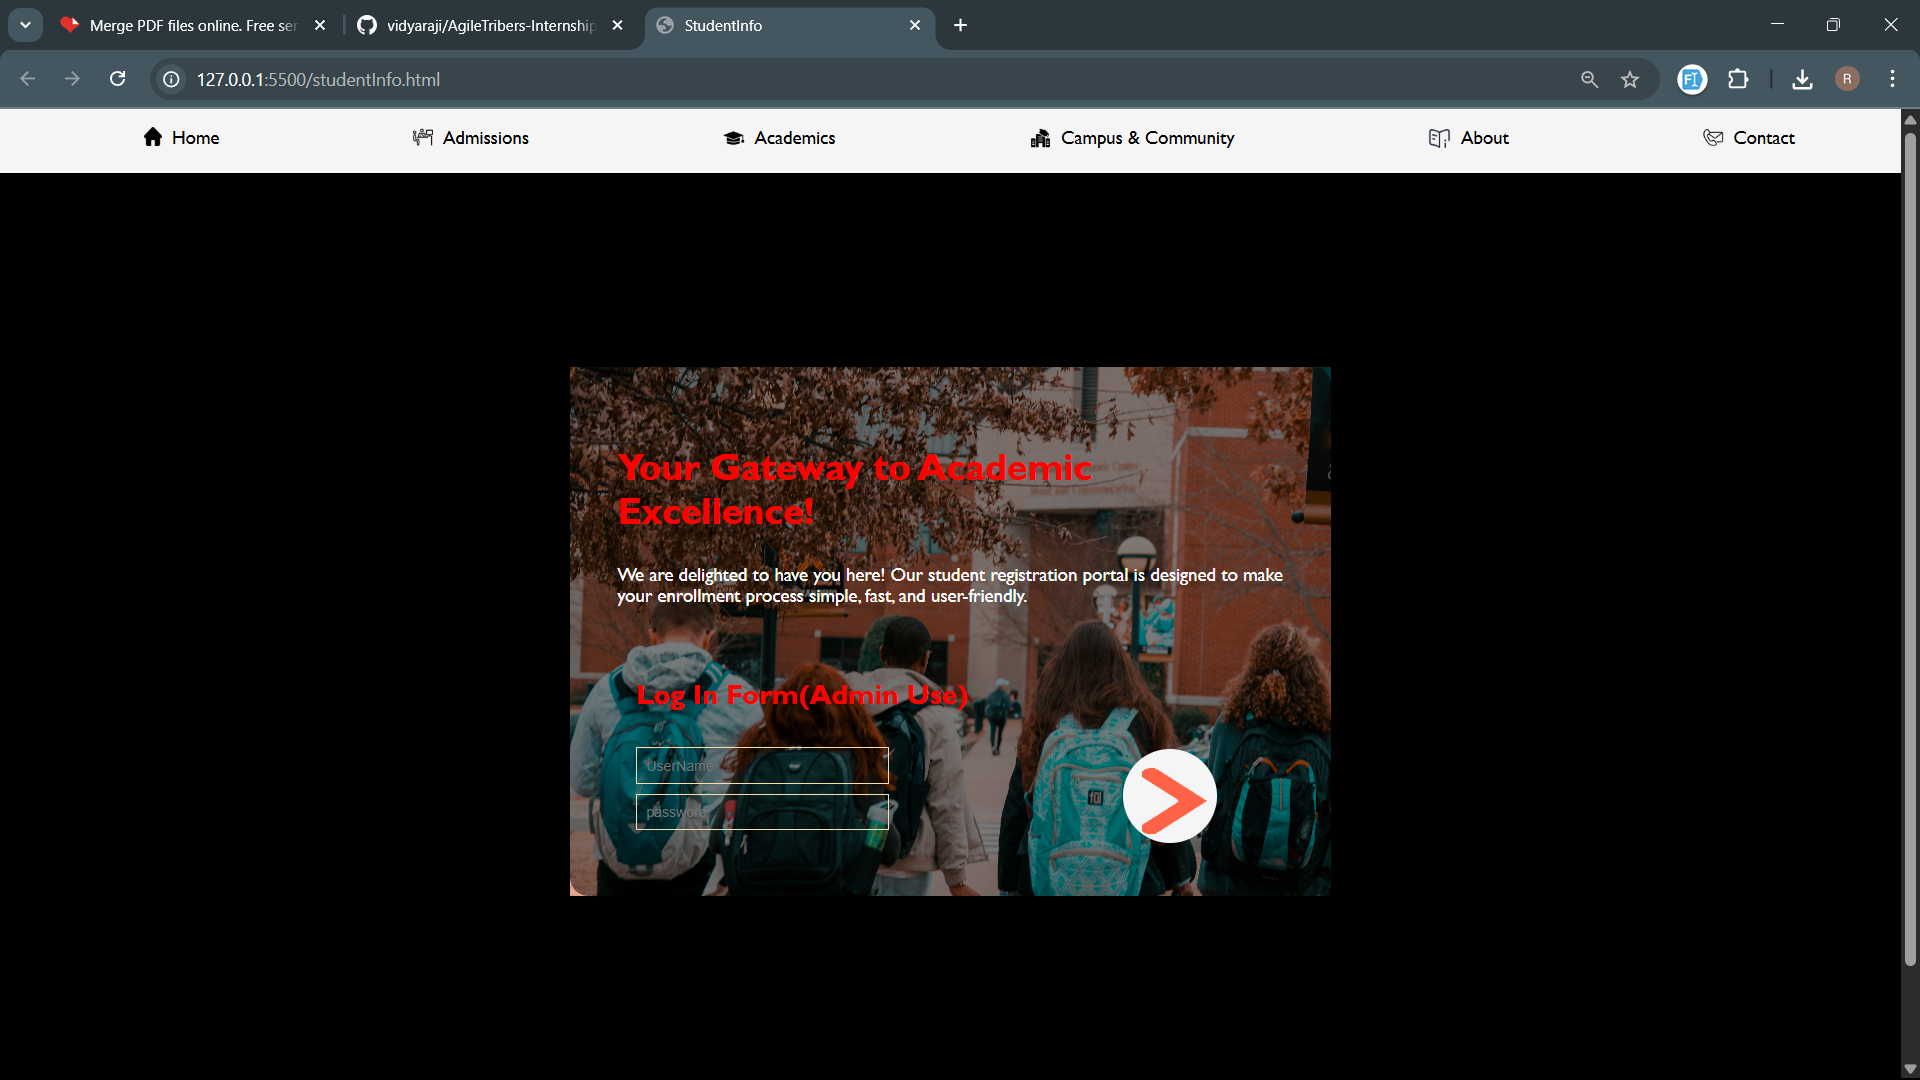 Merge PDF files online. Free ser
vidyaraji/AgileTribers-Internship
StudentInfo
127.0.0.1:5500/studentInfo.html
R
Home
Admissions
Academics
Campus & Community
About
Contact
Your Gateway to Academic
Excellence!
We are delighted to have you here! Our student registration portal is designed to make
your enrollment process simple, fast, and user-friendly.
Log In Form(Admin Use)
UserName
password